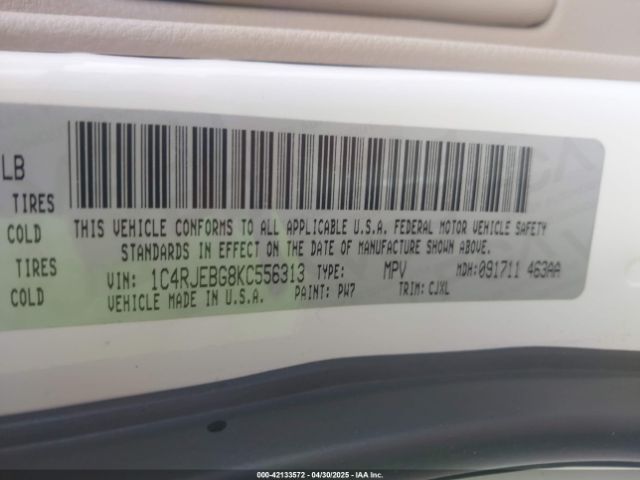 LB
TIRES
COLD
TIRES
COLD
THIS VEHICLE CONFORMS TO ALL APPLICABLE U.S.A. FEDERAL MOTOR VEHICLE SAFETY
STANDARDS IN EFFECT ON THE DATE OF MANUFACTURE SHOWN ABOVE.
VIN: 1C4RJEBG8KC556313 TYPE: MPV MDH:091711 463AA
VEHICLE MADE IN U.S.A. PAINT: PW7 TRIM: CJXL
000-42133572 - 04/30/2025 - IAA Inc.